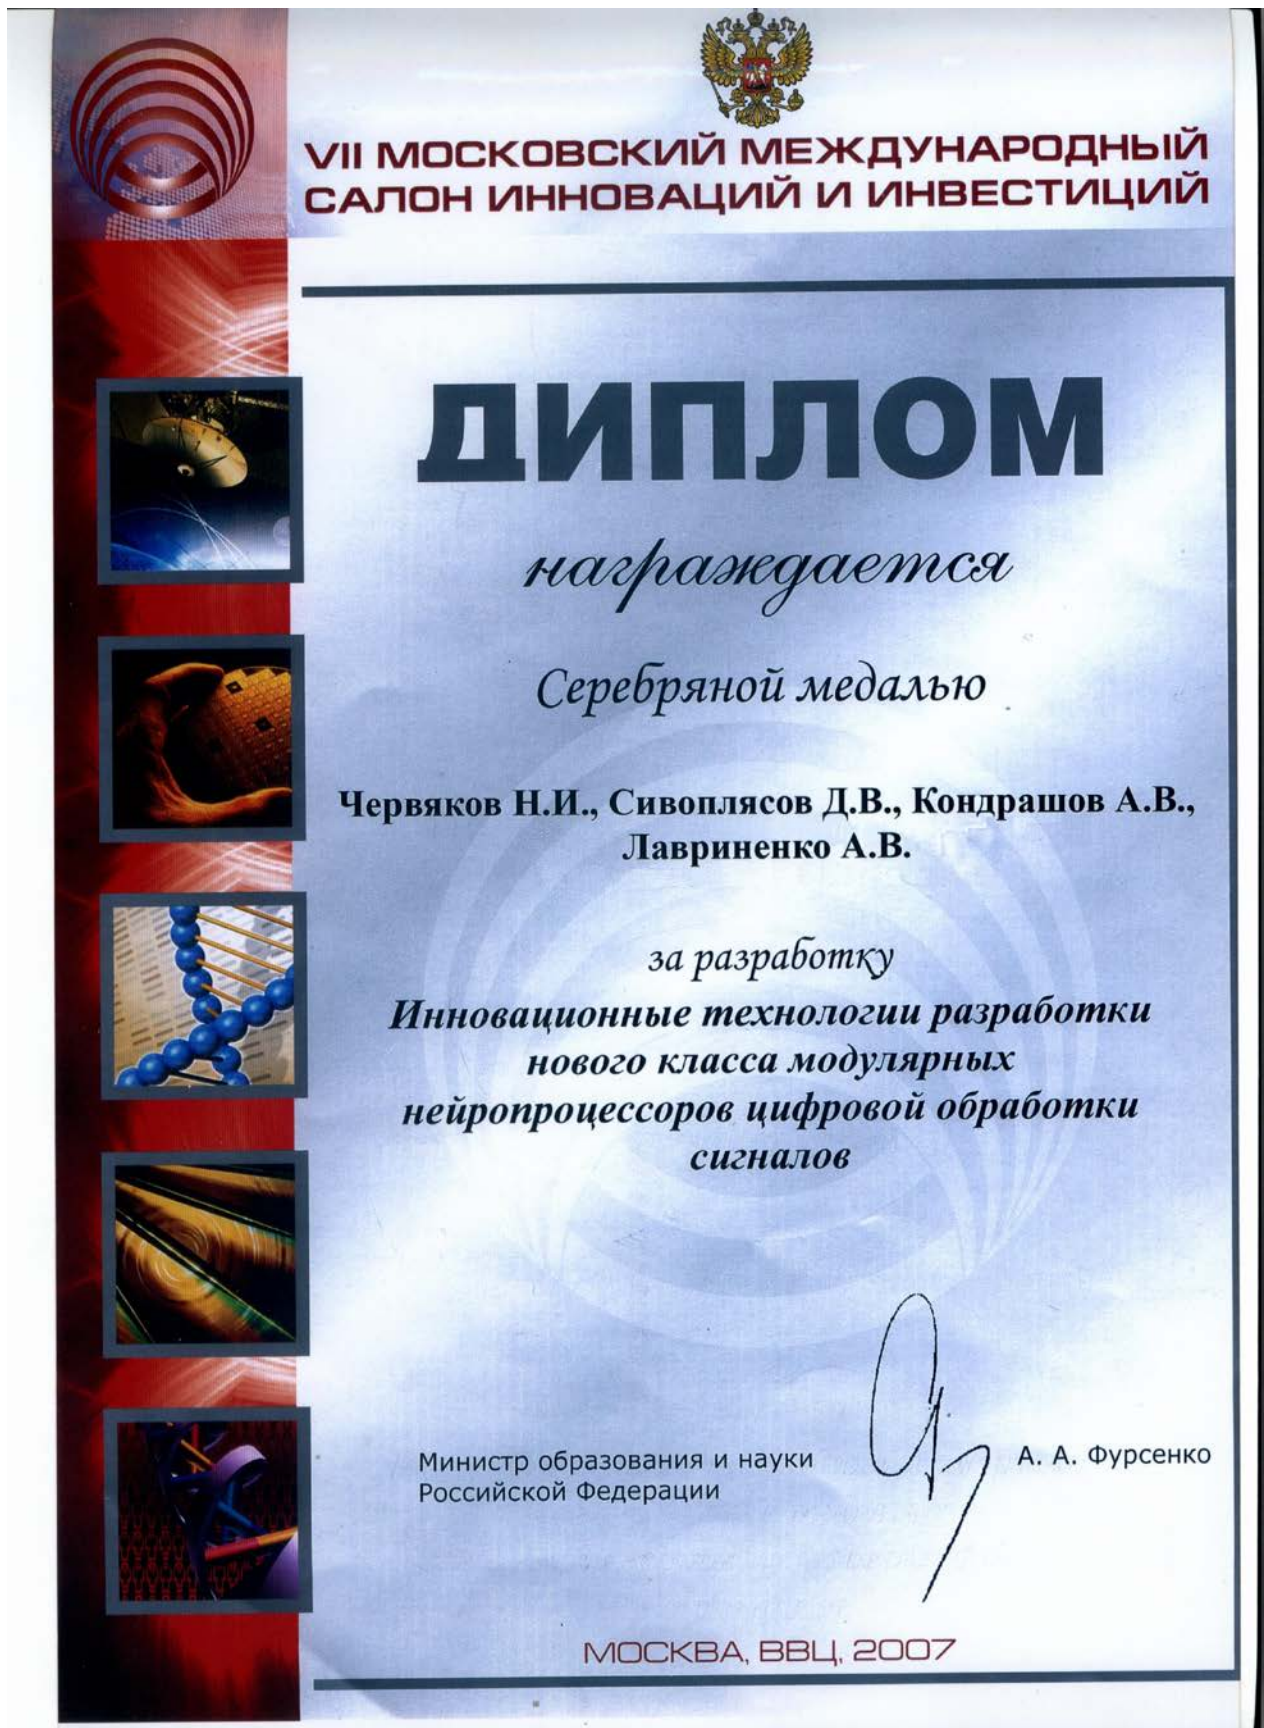 VII МОСКОВСКИЙ МЕЖДУНАРОДНЫЙ
САЛОН ИННОВАЦИЙ И ИНВЕСТИЦИЙ
ДИПЛОМ
награждается
Серебряной медалью
Червяков Н.И., Сивоплясов Д.В., Кондрашов А.В.,
Лавриненко А.В.
за разработку
Инновационные технологии разработки
нового класса модулярных
нейропроцессоров цифровой обработки
сигналов
Министр образования и науки
Российской Федерации
А. А. Фурсенко
МОСКВА, ВВЦ, 2007